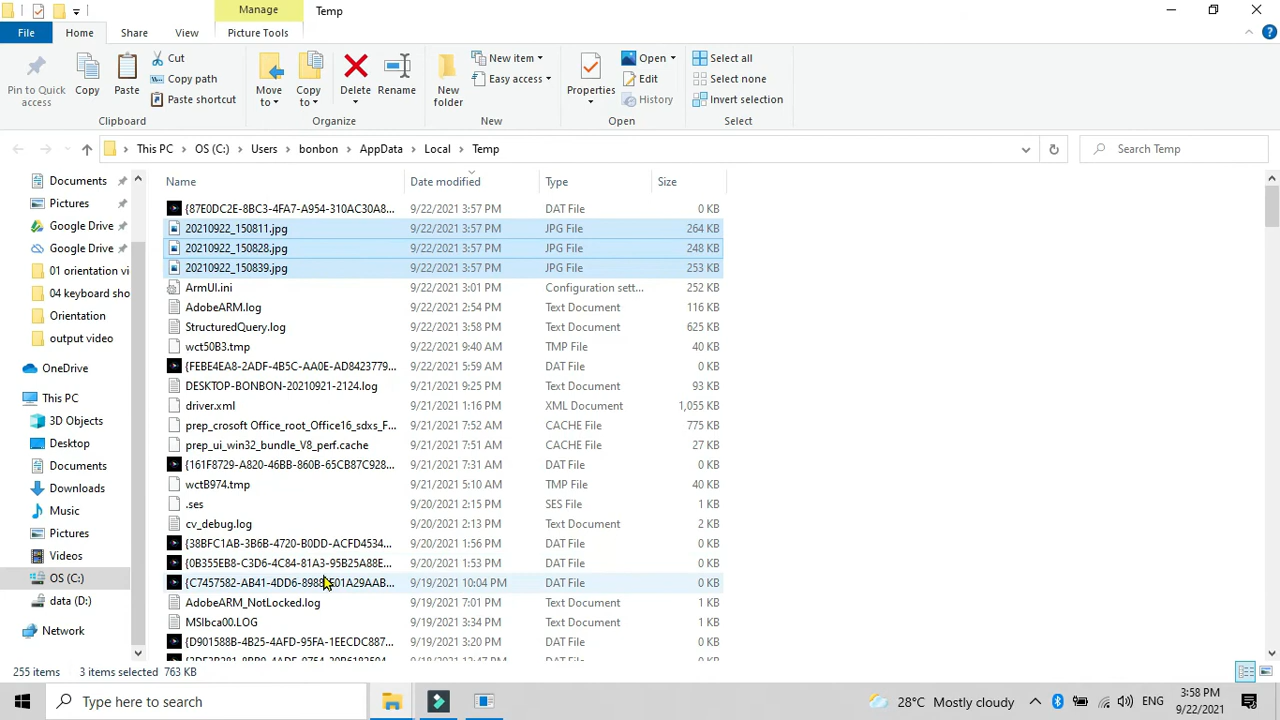 Manage
Temp
File
Home
Share
View
Picture Tools
Pin to Quick
access
Copy
Paste
Cut
Copy path
Paste shortcut
Clipboard
Move
to
Copy
to
Delete
Rename
Organize
New
folder
New item
Easy access
New
Properties
Open
Edit
History
Open
Select all
Select none
Invert selection
Select
This PC > OS (C:) > Users > bonbon > AppData > Local > Temp
Search Temp
Documents
Pictures
Google Drive
Google Drive
01 orientation vi
04 keyboard sho
Orientation
output video
OneDrive
This PC
3D Objects
Desktop
Documents
Downloads
Music
Pictures
Videos
OS (C:)
data (D:)
Network
Name Date modified Type Size
{87E0DC2E-8BC3-4FA7-A954-310AC30A8... 9/22/2021 3:57 PM DAT File 0 KB
20210922_150811.jpg 9/22/2021 3:57 PM JPG File 264 KB
20210922_150828.jpg 9/22/2021 3:57 PM JPG File 248 KB
20210922_150839.jpg 9/22/2021 3:57 PM JPG File 253 KB
ArmUI.ini 9/22/2021 3:01 PM Configuration sett... 252 KB
AdobeARM.log 9/22/2021 2:54 PM Text Document 116 KB
StructuredQuery.log 9/22/2021 3:58 PM Text Document 625 KB
wct50B3.tmp 9/22/2021 9:40 AM TMP File 40 KB
{FEBE4EA8-2ADF-4B5C-AA0E-AD8423779... 9/22/2021 5:59 AM DAT File 0 KB
DESKTOP-BONBON-20210921-2124.log 9/21/2021 9:25 PM Text Document 93 KB
driver.xml 9/21/2021 1:16 PM XML Document 1,055 KB
prep_crosoft Office_root_Office16_sdxs_F... 9/21/2021 7:52 AM CACHE File 775 KB
prep_ui_win32_bundle_V8_perf.cache 9/21/2021 7:51 AM CACHE File 27 KB
{161F8729-A820-46BB-860B-65CB87C928... 9/21/2021 7:31 AM DAT File 0 KB
wctB974.tmp 9/21/2021 5:10 AM TMP File 40 KB
.ses 9/20/2021 2:15 PM SES File 1 KB
cv_debug.log 9/20/2021 2:13 PM Text Document 2 KB
{38BFC1AB-3B6B-4720-B0DD-ACFD4534... 9/20/2021 1:56 PM DAT File 0 KB
{0B355EB8-C3D6-4C84-81A3-95B25A88E... 9/20/2021 1:53 PM DAT File 0 KB
9/19/2021 10:04 PM DAT File 0 KB
AdobeARM_NotLocked.log 9/19/2021 7:01 PM Text Document 1 KB
MSIbca00.LOG 9/19/2021 3:34 PM Text Document 1 KB
{D901588B-4B25-4AFD-95FA-1EECDC887... 9/19/2021 3:20 PM DAT File 0 KB
255 items 3 items selected 763 KB
Type here to search
28°C Mostly cloudy
ENG
3:58 PM
9/22/2021